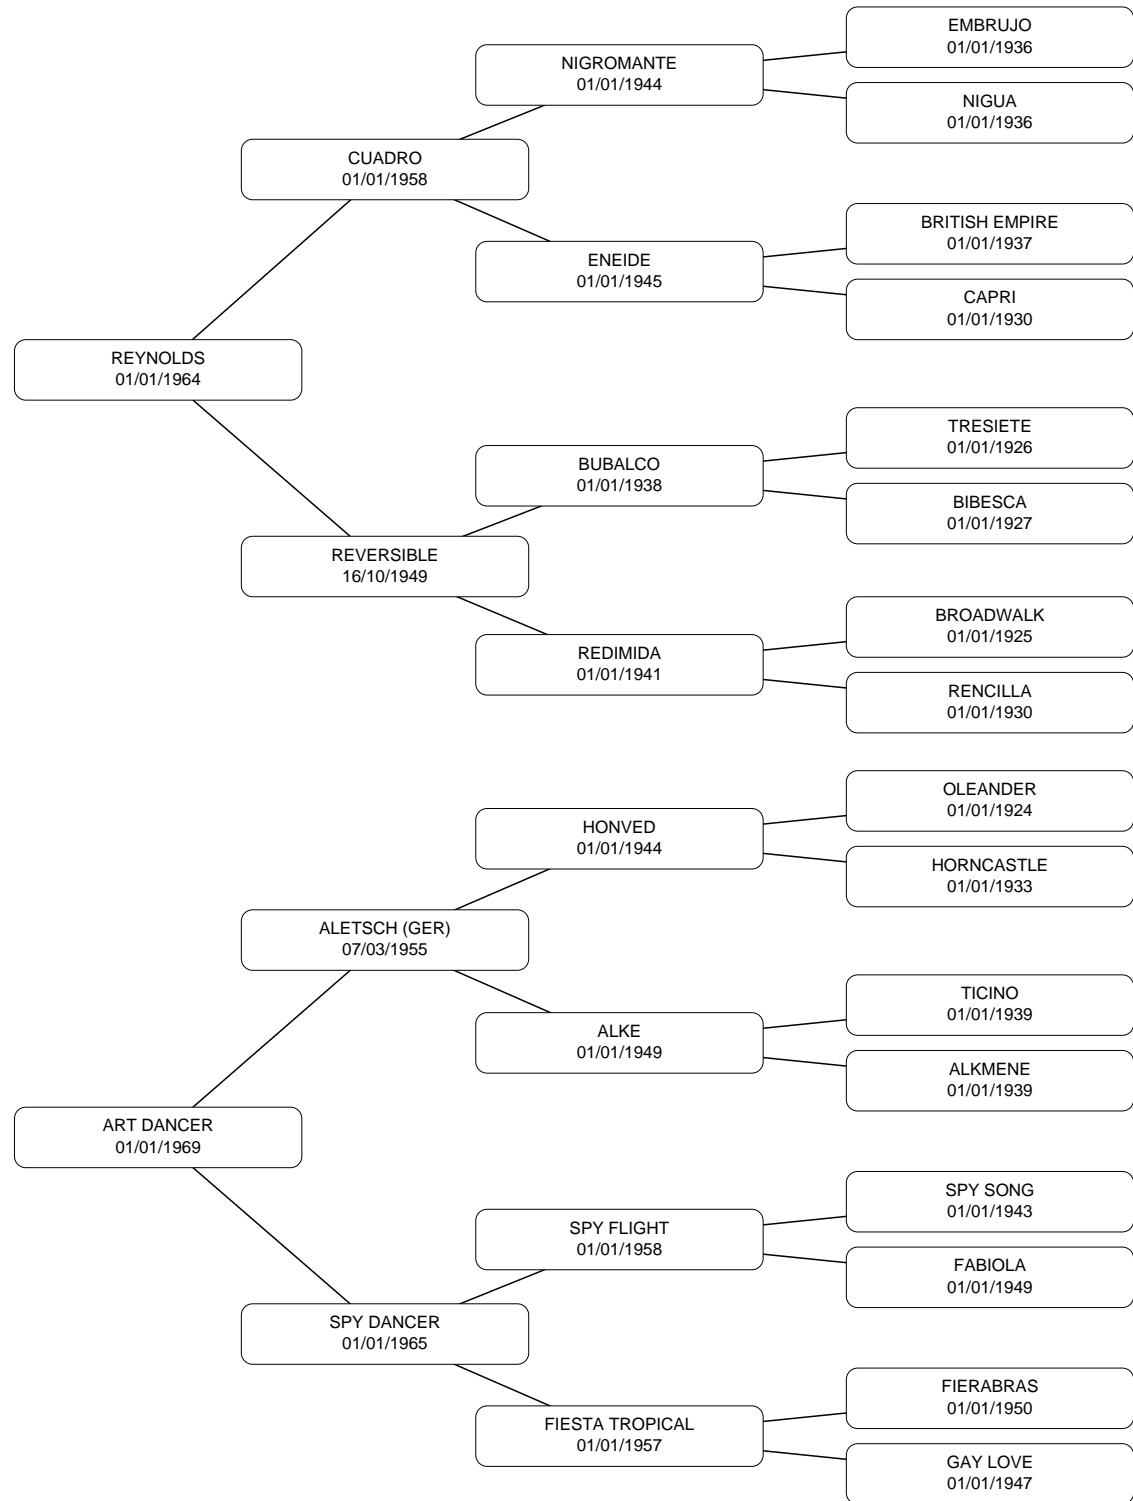 EMBRUJO
01/01/1936
NIGROMANTE
01/01/1944
NIGUA
01/01/1936
CUADRO
01/01/1958
BRITISH EMPIRE
01/01/1937
ENEIDE
01/01/1945
CAPRI
01/01/1930
REYNOLDS
01/01/1964
TRESIETE
01/01/1926
BUBALCO
01/01/1938
BIBESCA
01/01/1927
REVERSIBLE
16/10/1949
BROADWALK
01/01/1925
REDIMIDA
01/01/1941
RENCILLA
01/01/1930
OLEANDER
01/01/1924
HONVED
01/01/1944
HORNCASTLE
01/01/1933
ALETSCH (GER)
07/03/1955
TICINO
01/01/1939
ALKE
01/01/1949
ALKMENE
01/01/1939
ART DANCER
01/01/1969
SPY SONG
01/01/1943
SPY FLIGHT
01/01/1958
FABIOLA
01/01/1949
SPY DANCER
01/01/1965
FIERABRAS
01/01/1950
FIESTA TROPICAL
01/01/1957
GAY LOVE
01/01/1947